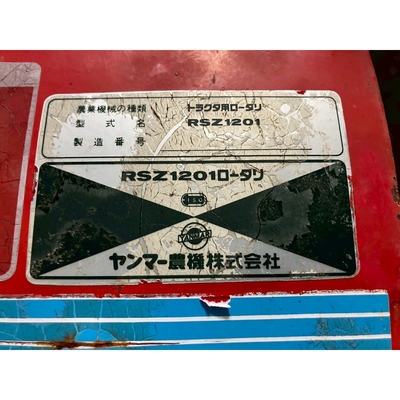 農業機械の種類 トラクタ用ロータリ
型式名 RSZ1201
製造番号
RSZ1201ロータリ
YANMAR
ヤンマー農機株式会社